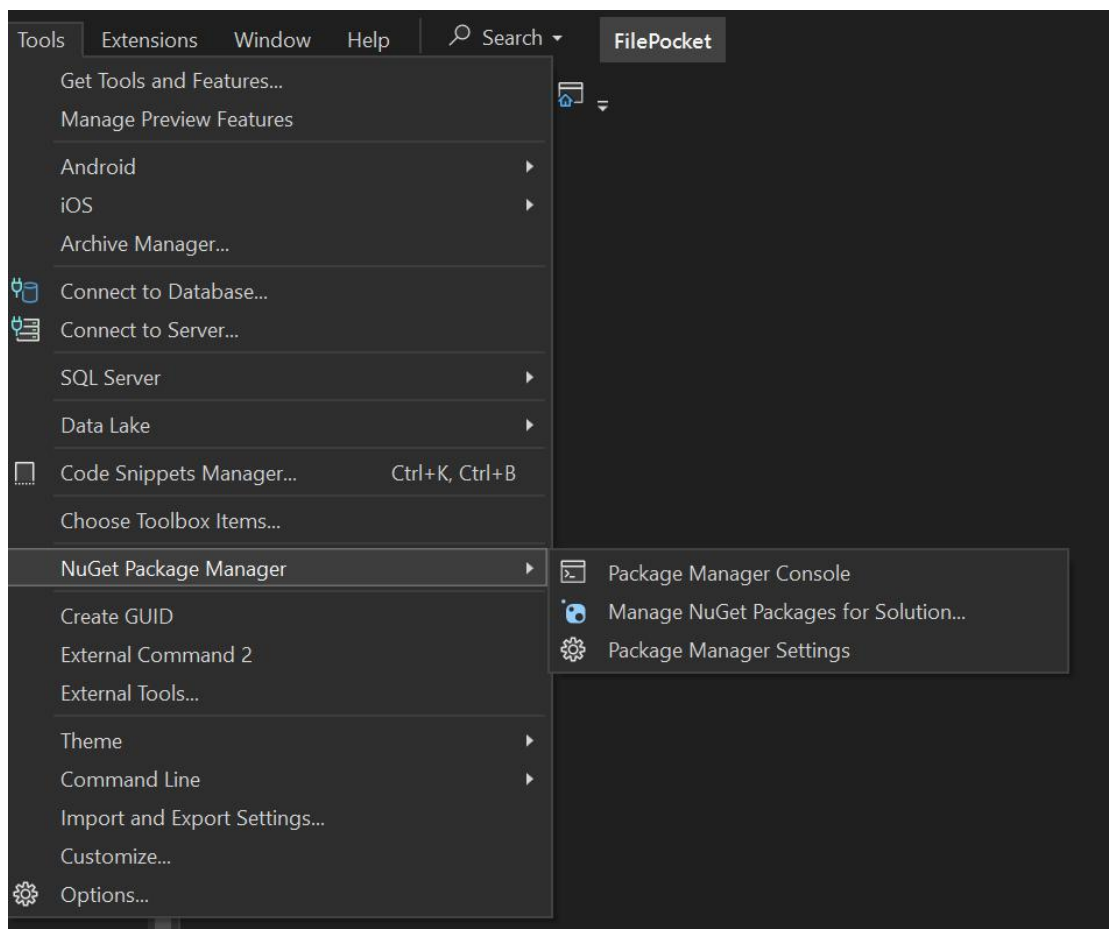 Tools Extensions Window Help Search FilePocket
Get Tools and Features...
Manage Preview Features
Android
iOS
Archive Manager...
Connect to Database...
Connect to Server...
SQL Server
Data Lake
Code Snippets Manager... Ctrl+K, Ctrl+B
Choose Toolbox Items...
NuGet Package Manager
Package Manager Console
Manage NuGet Packages for Solution...
Package Manager Settings
Create GUID
External Command 2
External Tools...
Theme
Command Line
Import and Export Settings...
Customize...
Options...